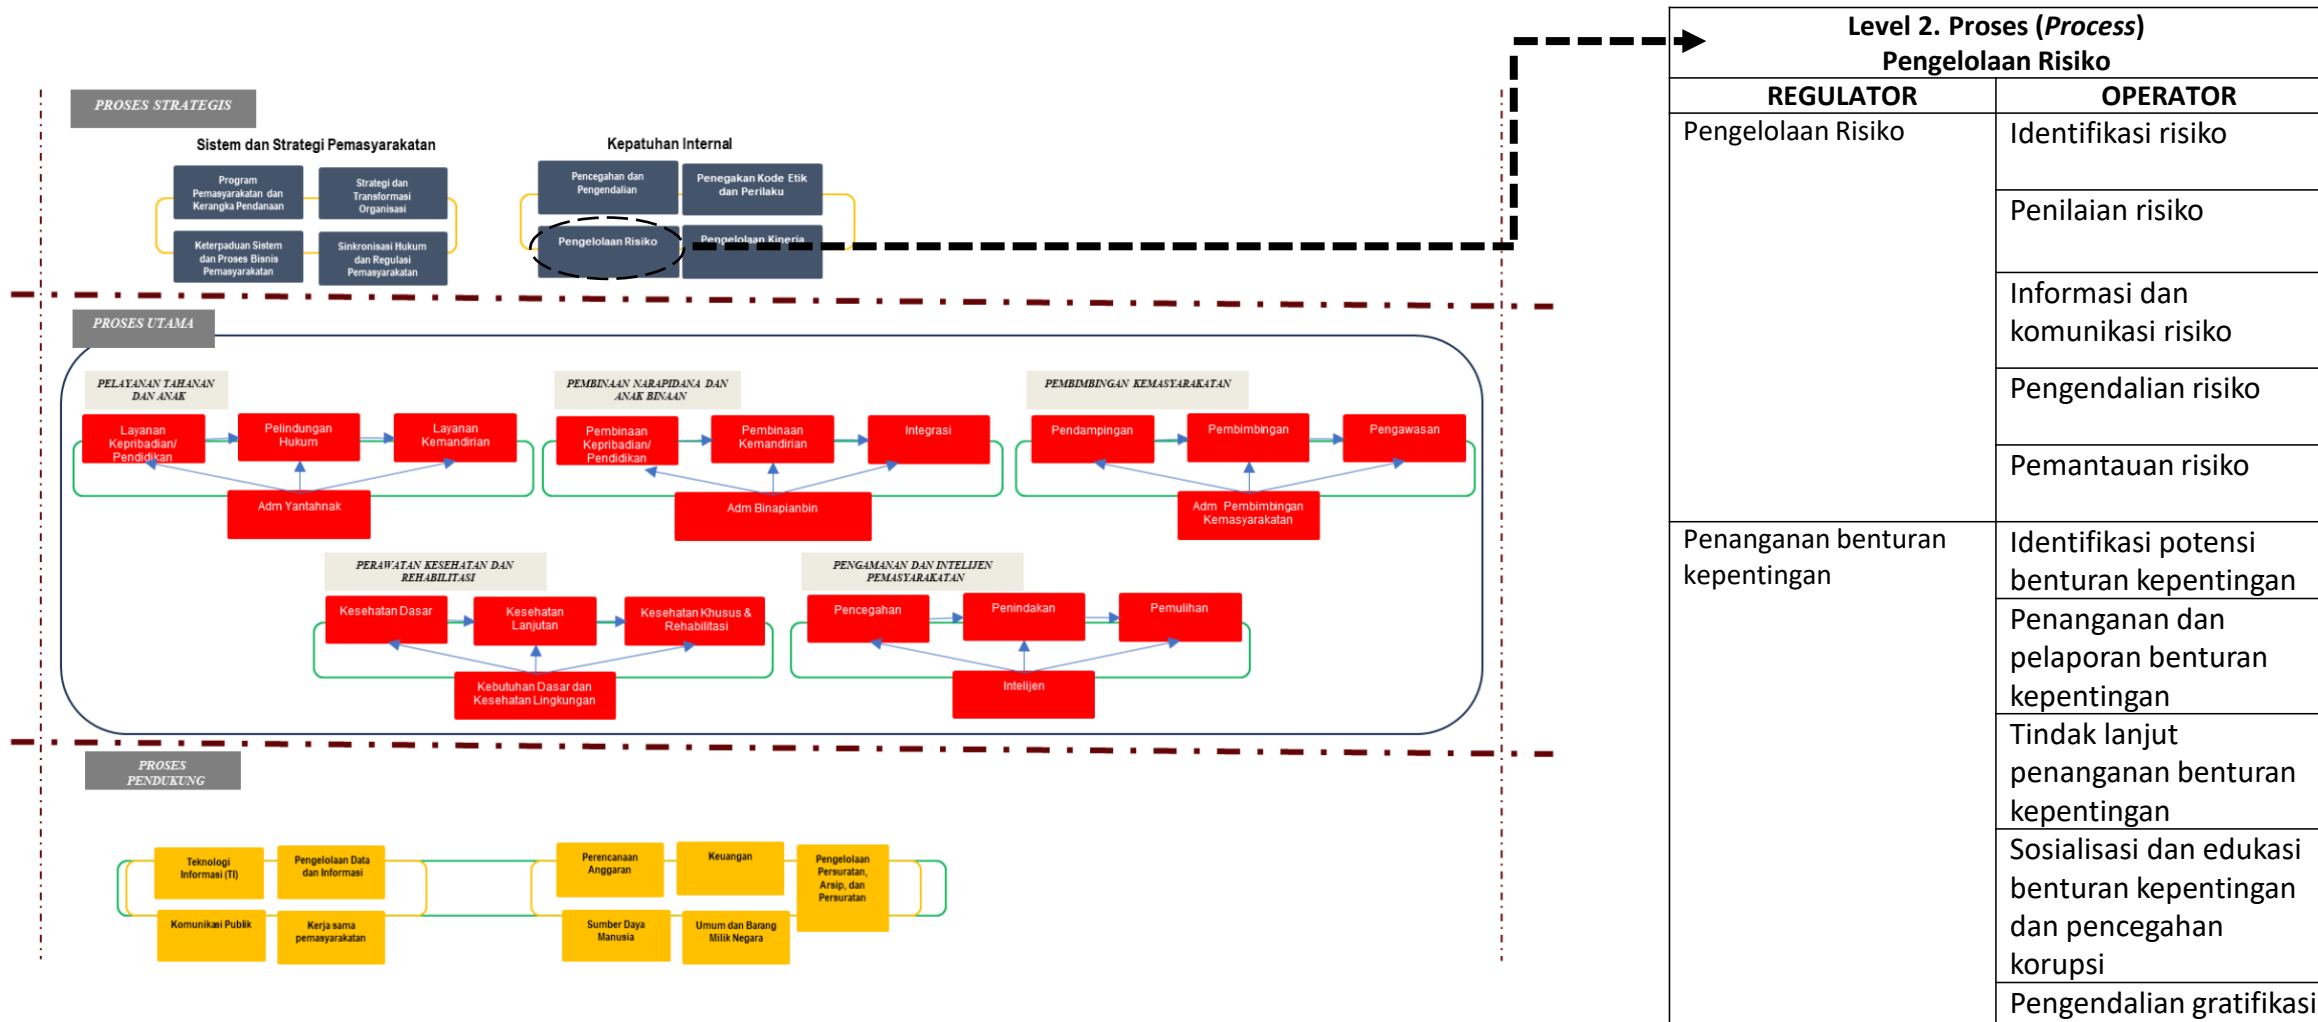 PROSES STRATEGIS
Sistem dan Strategi Pemasyarakatan
Program
Pemasyarakatan dan
Kerangka Pendanaan
Strategi dan
Transformasi
Organisasi
Keterpaduan Sistem
dan Proses Bisnis
Pemasyarakatan
Sinkronisasi Hukum
dan Regulasi
Pemasyarakatan
Kepatuhan Internal
Pencegahan dan
Pengendalian
Penegakan Kode Etik
dan Perilaku
Pengelolaan Risiko
Pengelolaan Kinerja
PROSES UTAMA
PELAYANAN TAHANAN
DAN ANAK
Layanan
Kepribadian/
Pendidikan
Pelindungan
Hukum
Layanan
Kemandirian
Adm Yantahnak
PEMBINAAN NARAPIDANA DAN
ANAK BINAAN
Pembinaan
Kepribadian/
Pendidikan
Pembinaan
Kemandirian
Integrasi
Adm Binapianbin
PEMBIMBINGAN KEMASYARAKATAN
Pendampingan
Pembimbingan
Pengawasan
Adm Pembimbingan
Kemasyarakatan
PERAWATAN KESEHATAN DAN
REHABILITASI
Kesehatan Dasar
Kesehatan
Lanjutan
Kesehatan Khusus &
Rehabilitasi
Kebutuhan Dasar dan
Kesehatan Lingkungan
PENGAMANAN DAN INTELIJEN
PEMASYARAKATAN
Pencegahan
Penindakan
Pemulihan
Intelijen
PROSES
PENDUKUNG
Teknologi
Informasi (TI)
Pengelolaan Data
dan Informasi
Komunikasi Publik
Kerja sama
pemasyarakatan
Perencanaan
Anggaran
Keuangan
Pengelolaan
Persuratan,
Arsip, dan
Persuratan
Sumber Daya
Manusia
Umum dan Barang
Milik Negara
Level 2. Proses (Process)
Pengelolaan Risiko
REGULATOR
OPERATOR
Pengelolaan Risiko
Identifikasi risiko
Penilaian risiko
Informasi dan
komunikasi risiko
Pengendalian risiko
Pemantauan risiko
Penanganan benturan
kepentingan
Identifikasi potensi
benturan kepentingan
Penanganan dan
pelaporan benturan
kepentingan
Tindak lanjut
penanganan benturan
kepentingan
Sosialisasi dan edukasi
benturan kepentingan
dan pencegahan
korupsi
Pengendalian gratifikasi